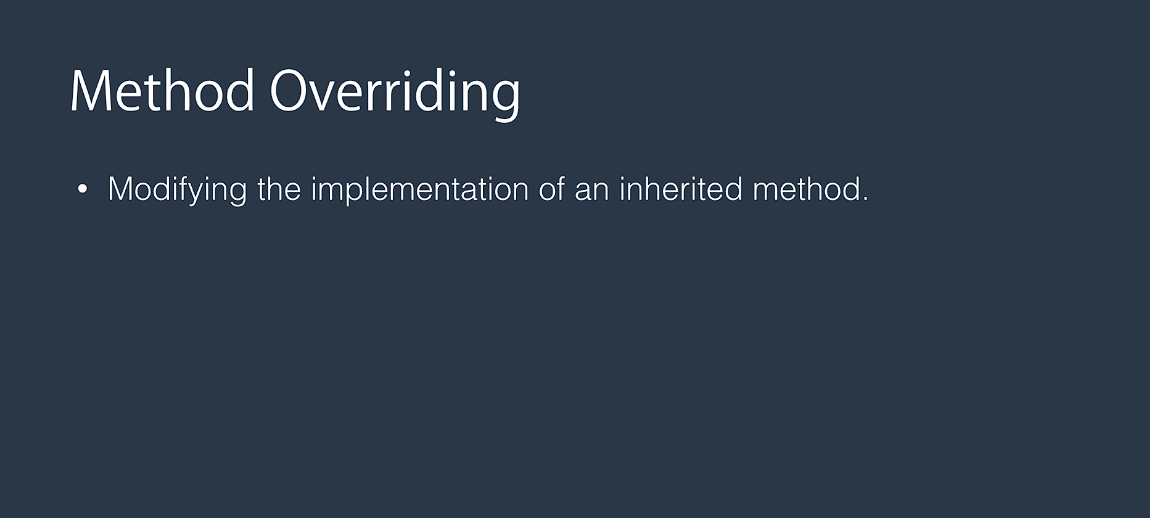 Method Overriding
• Modifying the implementation of an inherited method.